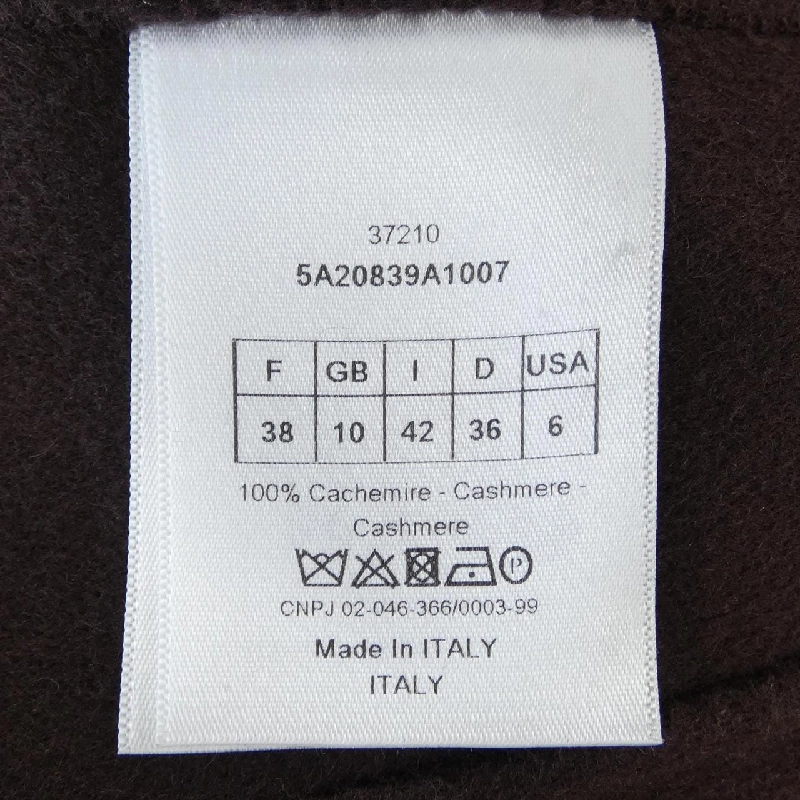 37210
5A20839A1007
F GB I D USA
38 10 42 36 6
100% Cachemire - Cashmere -
Cashmere
P
CNPJ 02-046-366/0003-99
Made In ITALY
ITALY